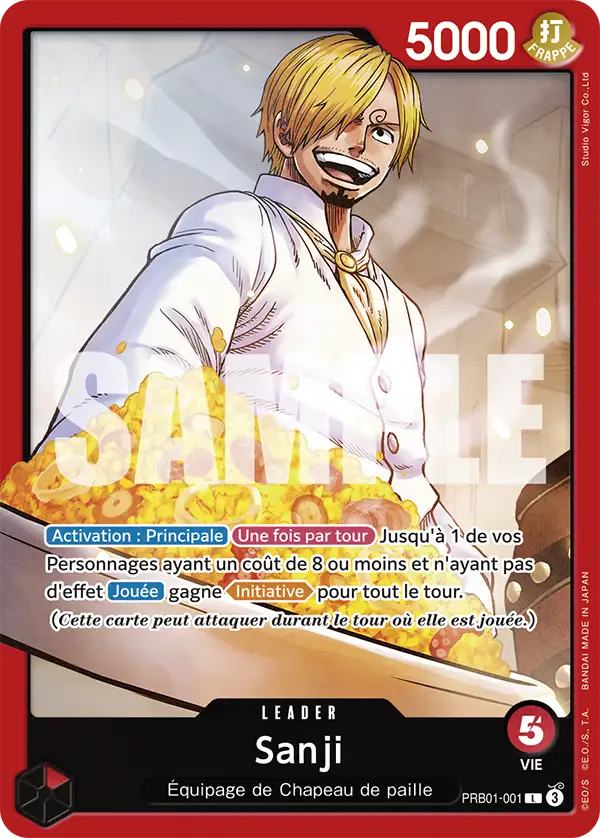 5000
打
FRAPPE
Studio Vigor Co.,Ltd
SAMPLE
Activation : Principale Une fois par tour Jusqu'à 1 de vos
Personnages ayant un coût de 8 ou moins et n'ayant pas
d'effet Jouée gagne Initiative pour tout le tour.
(Cette carte peut attaquer durant le tour où elle est jouée.)
LEADER
Sanji
Équipage de Chapeau de paille
5
VIE
PRB01-001 L 3
©EO/S ©E.O./S., T.A. BANDAI MADE IN JAPAN